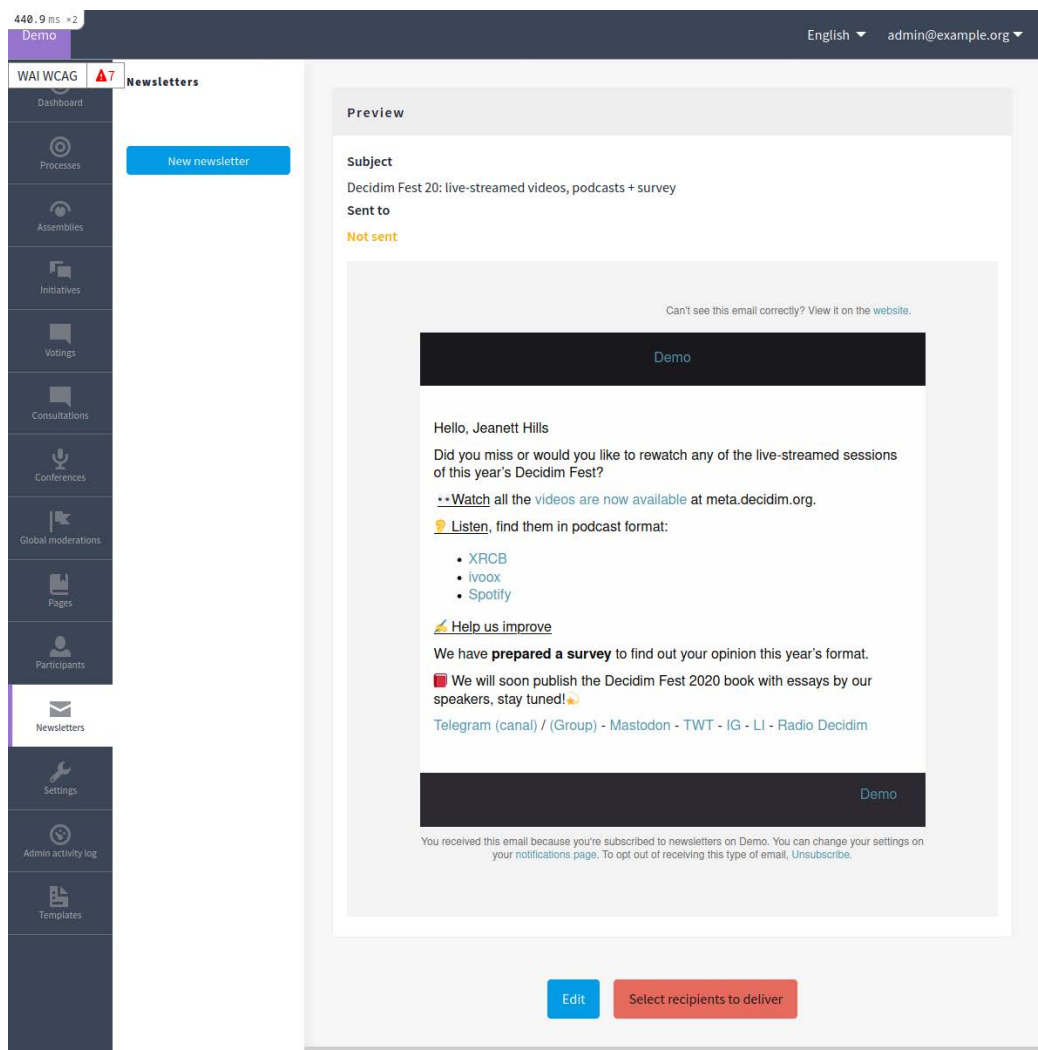 440.9 ms ×2
Demo
English
admin@example.org
WAI WCAG
7
Newsletters
Dashboard
Processes
Assemblies
Initiatives
Votings
Consultations
Conferences
Global moderations
Pages
Participants
Newsletters
Settings
Admin activity log
Templates
New newsletter
Preview
Subject
Decidim Fest 20: live-streamed videos, podcasts + survey
Sent to
Not sent
Can't see this email correctly? View it on the website.
Demo
Hello, Jeanett Hills
Did you miss or would you like to rewatch any of the live-streamed sessions
of this year's Decidim Fest?
👀Watch all the videos are now available at meta.decidim.org.
👂 Listen, find them in podcast format:
• XRCB
• ivoox
• Spotify
✍️ Help us improve
We have prepared a survey to find out your opinion this year's format.
📕 We will soon publish the Decidim Fest 2020 book with essays by our
speakers, stay tuned!💫
Telegram (canal) / (Group) - Mastodon - TWT - IG - LI - Radio Decidim
Demo
You received this email because you're subscribed to newsletters on Demo. You can change your settings on
your notifications page. To opt out of receiving this type of email, Unsubscribe.
Edit
Select recipients to deliver